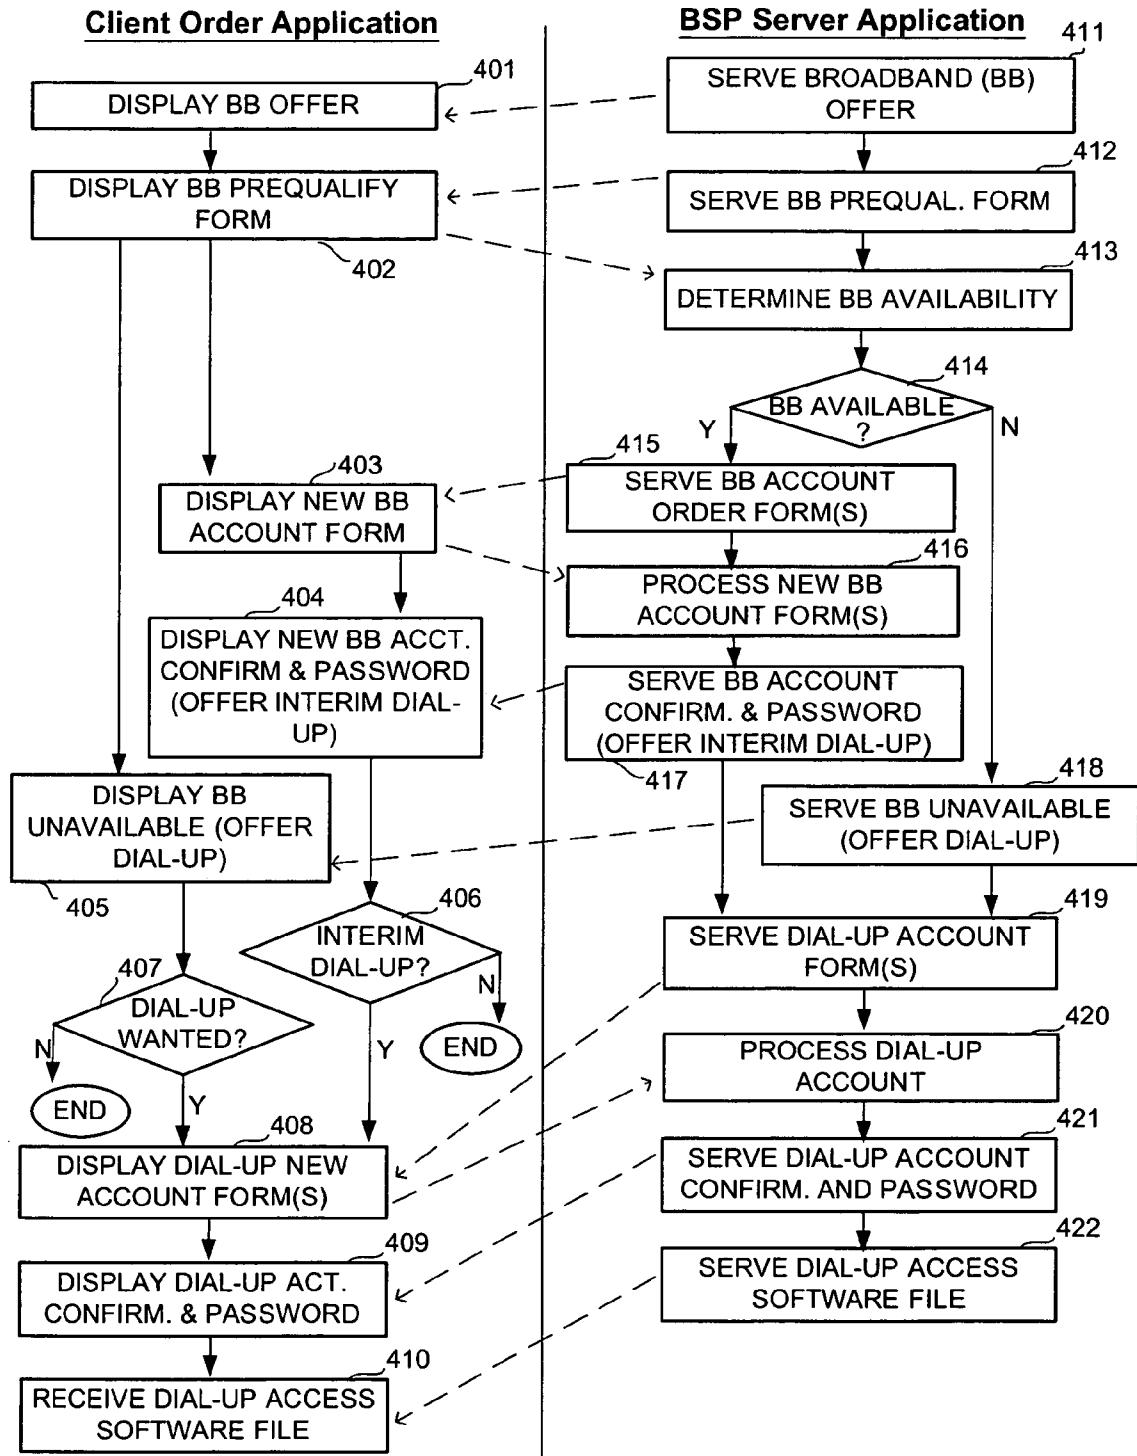 Client Order Application
BSP Server Application
401
DISPLAY BB OFFER
411
SERVE BROADBAND (BB)
OFFER
DISPLAY BB PREQUALIFY
FORM
402
412
SERVE BB PREQUAL. FORM
413
DETERMINE BB AVAILABILITY
414
BB AVAILABLE
?
Y
N
403
DISPLAY NEW BB
ACCOUNT FORM
415
SERVE BB ACCOUNT
ORDER FORM(S)
416
PROCESS NEW BB
ACCOUNT FORM(S)
404
DISPLAY NEW BB ACCT.
CONFIRM & PASSWORD
(OFFER INTERIM DIAL-
UP)
SERVE BB ACCOUNT
CONFIRM. & PASSWORD
(OFFER INTERIM DIAL-UP)
417
DISPLAY BB
UNAVAILABLE (OFFER
DIAL-UP)
405
418
SERVE BB UNAVAILABLE
(OFFER DIAL-UP)
406
INTERIM
DIAL-UP?
N
END
Y
419
SERVE DIAL-UP ACCOUNT
FORM(S)
407
DIAL-UP
WANTED?
N
END
Y
420
PROCESS DIAL-UP
ACCOUNT
408
DISPLAY DIAL-UP NEW
ACCOUNT FORM(S)
421
SERVE DIAL-UP ACCOUNT
CONFIRM. AND PASSWORD
409
DISPLAY DIAL-UP ACT.
CONFIRM. & PASSWORD
422
SERVE DIAL-UP ACCESS
SOFTWARE FILE
410
RECEIVE DIAL-UP ACCESS
SOFTWARE FILE